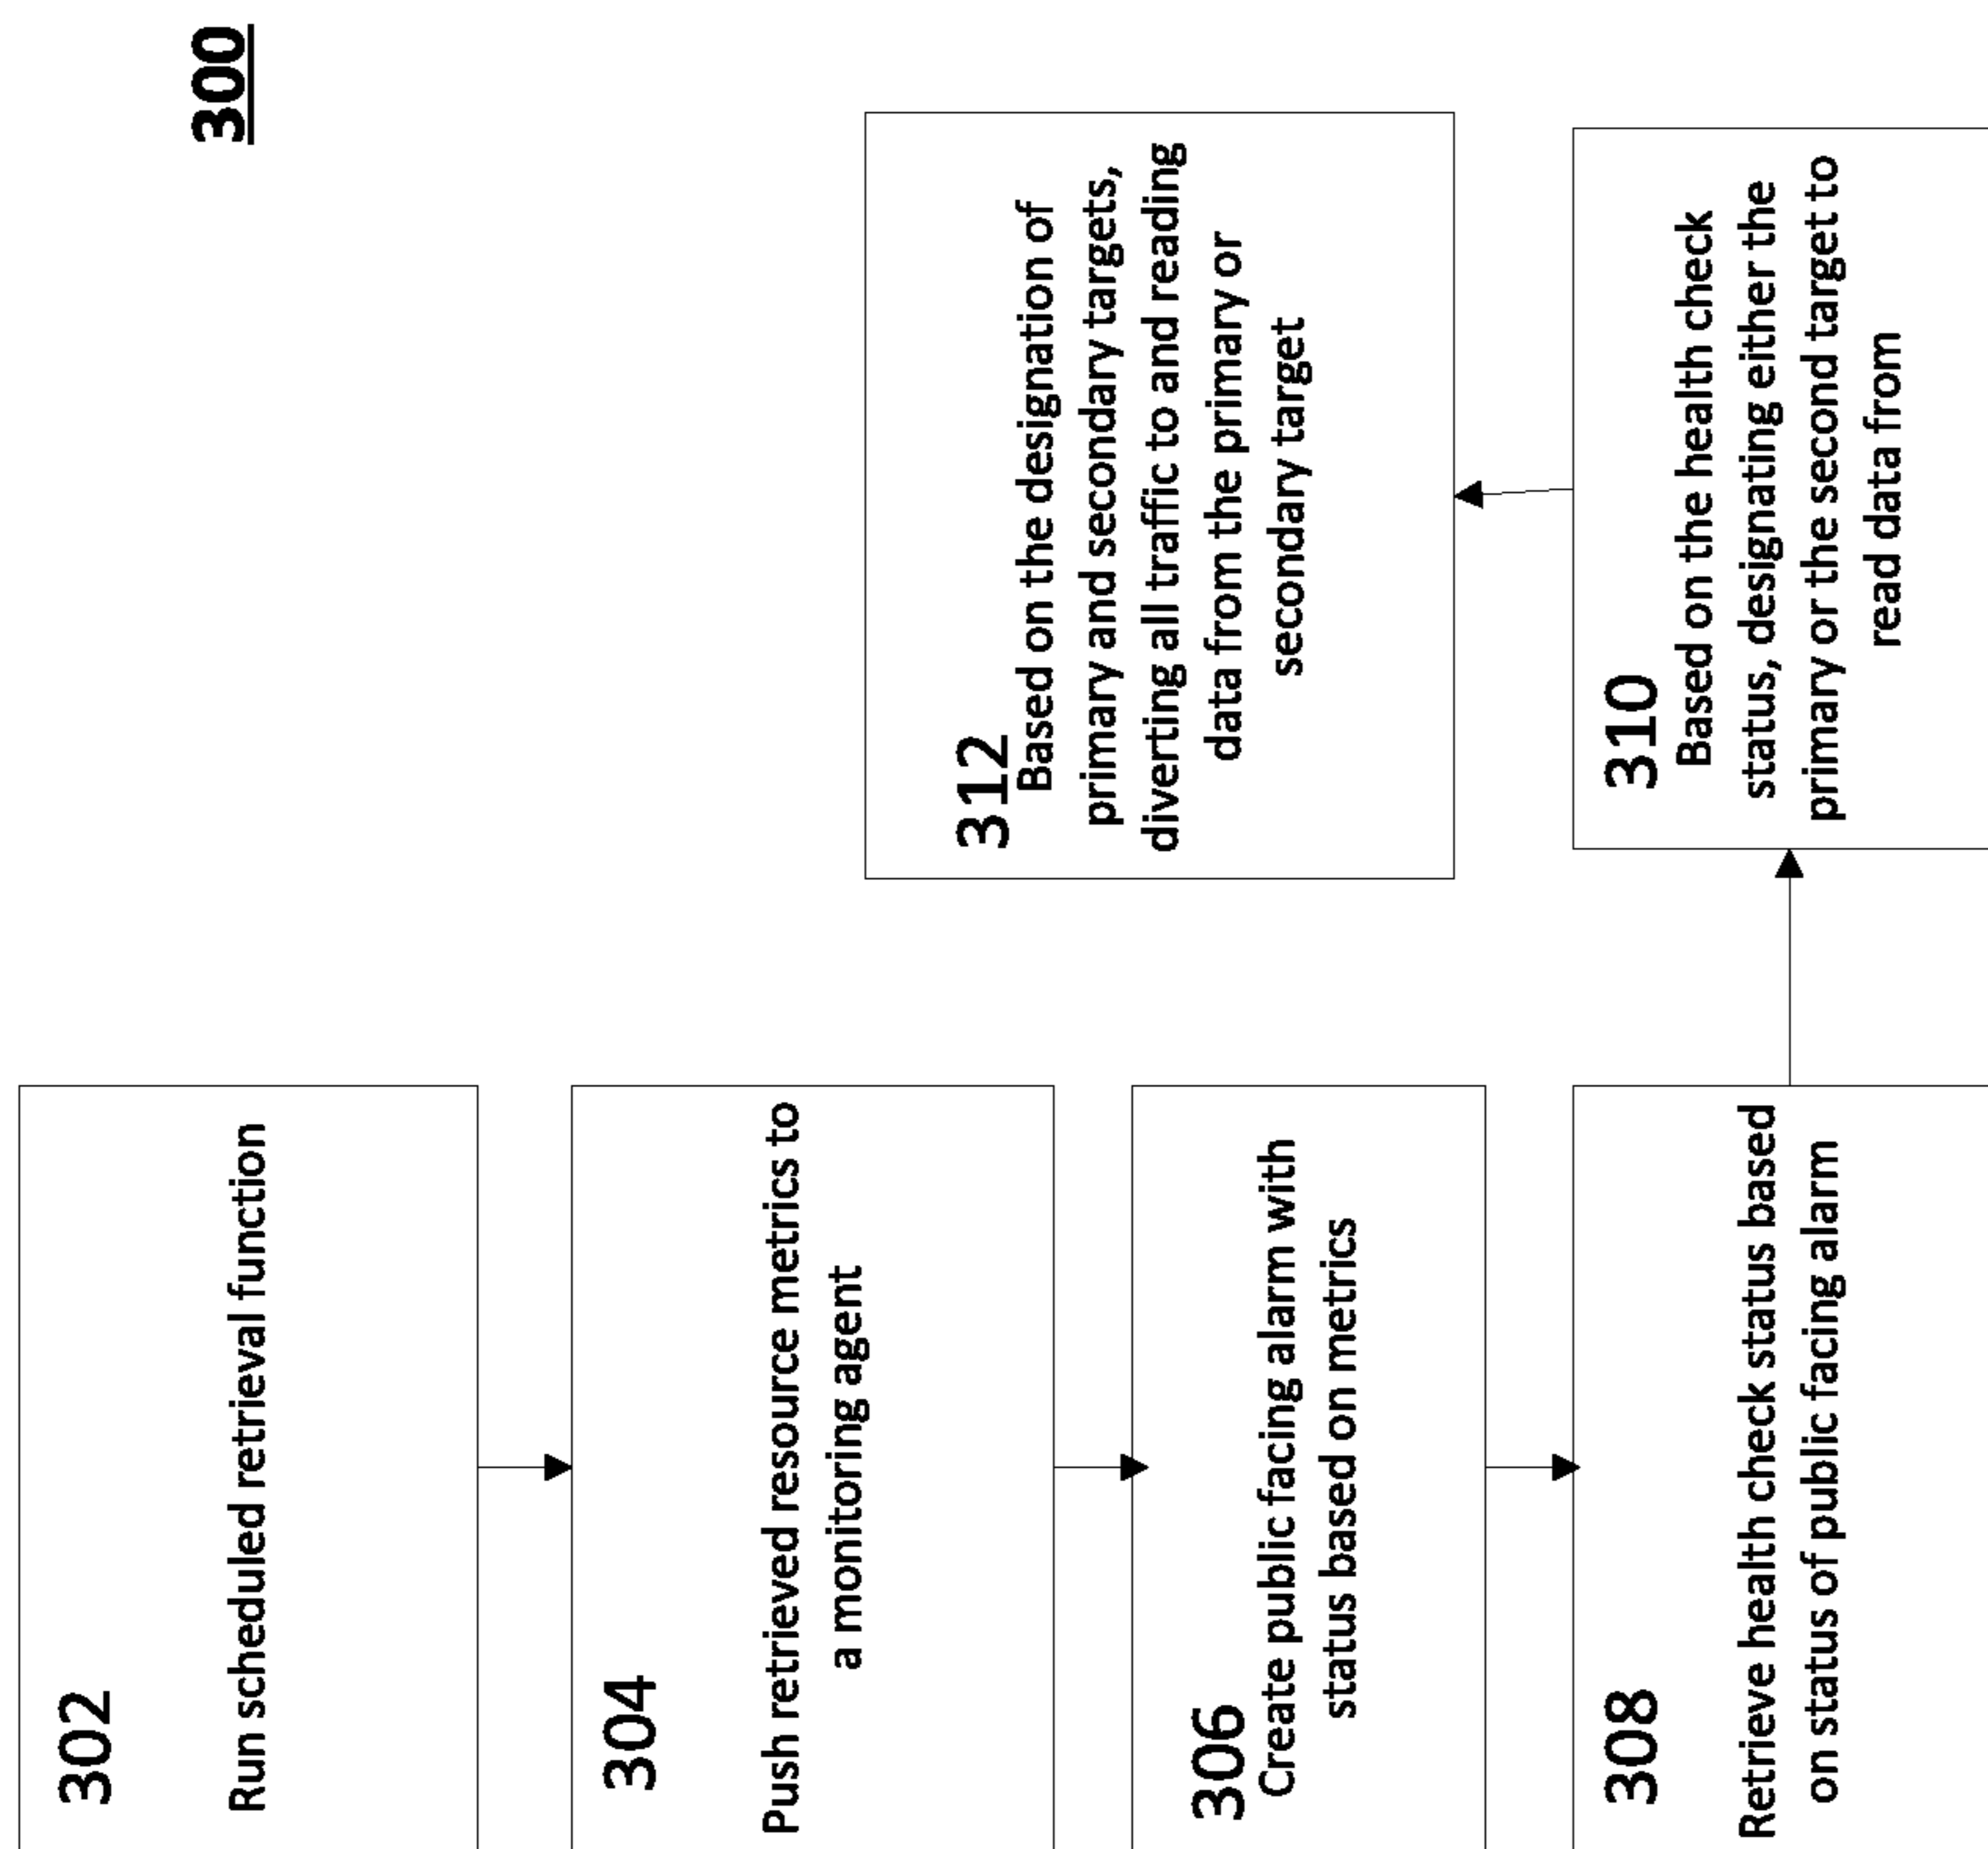 300
302
Run scheduled retrieval function
304
Push retrieved resource metrics to
a monitoring agent
306
Create public facing alarm with
status based on metrics
308
Retrieve health check status based
on status of public facing alarm
310
Based on the health check
status, designating either the
primary or the second target to
read data from
312
Based on the designation of
primary and secondary targets,
diverting all traffic to and reading
data from the primary or
secondary target